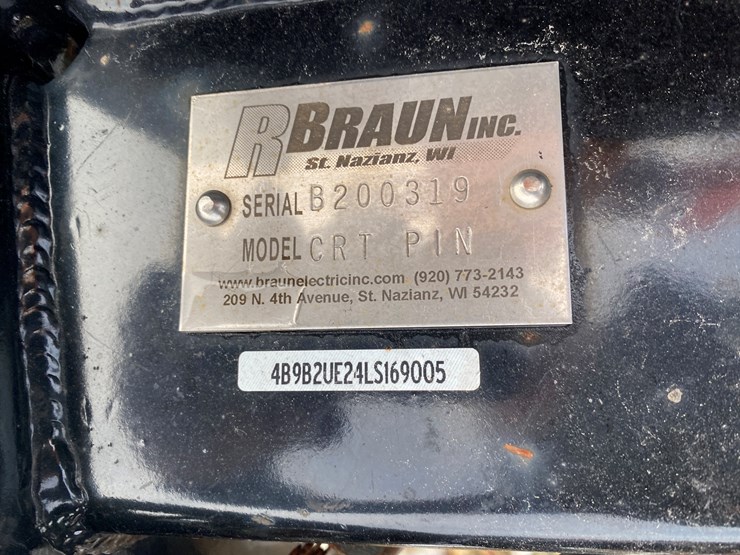 R BRAUN INC.
St. Nazianz, WI
SERIAL B200319
MODEL CRT PIN
www.braunelectricinc.com (920) 773-2143
209 N. 4th Avenue, St. Nazianz, WI 54232
4B9B2UE24LS169005